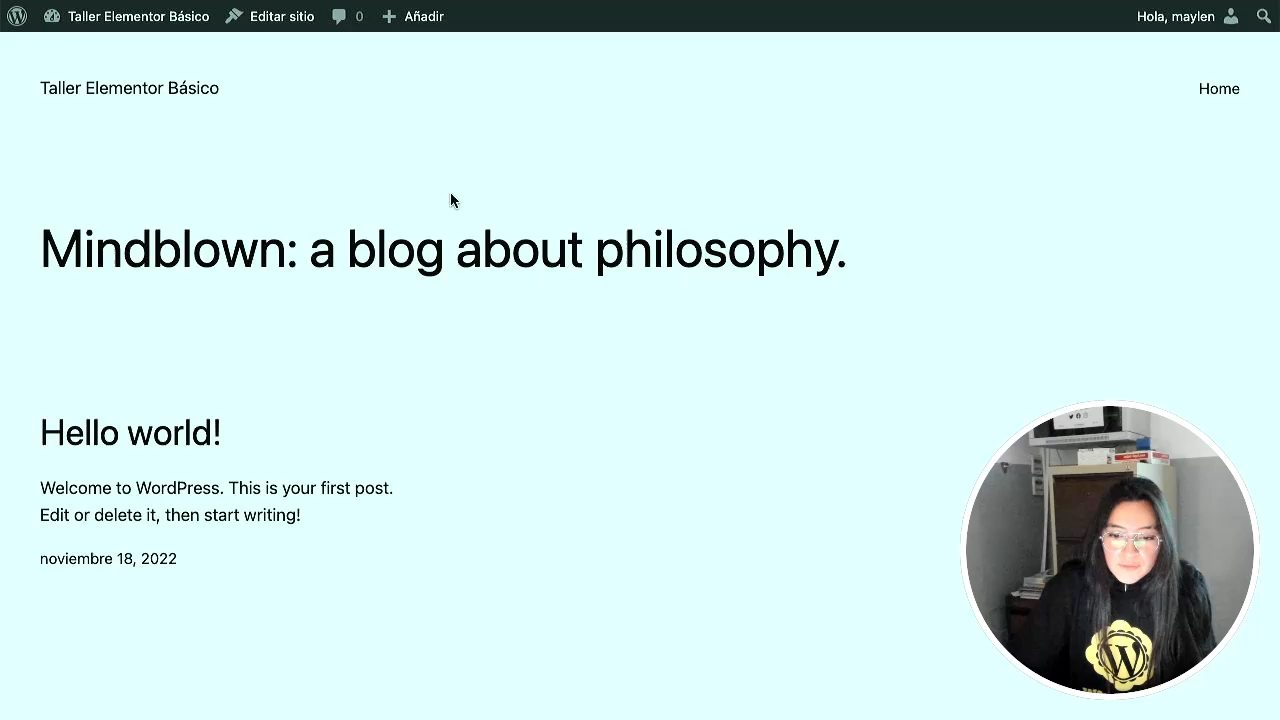 Taller Elementor Básico Editar sitio 0 Añadir Hola, maylen
Taller Elementor Básico Home
Mindblown: a blog about philosophy.
Hello world!
Welcome to WordPress. This is your first post.
Edit or delete it, then start writing!
noviembre 18, 2022